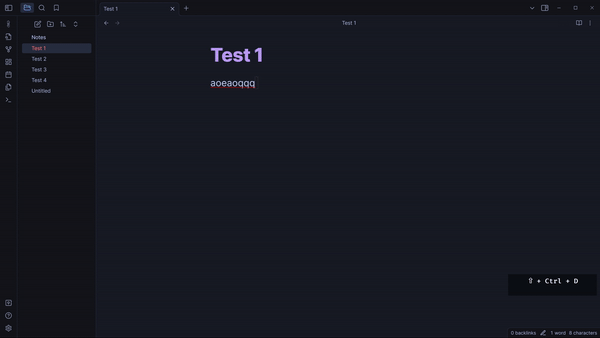 Test 1
Test 1
Notes
Test 1
Test 2
Test 3
Test 4
Untitled
Test 1
aoeaoqqq
⇧ + Ctrl + D
0 backlinks 1 word 8 characters